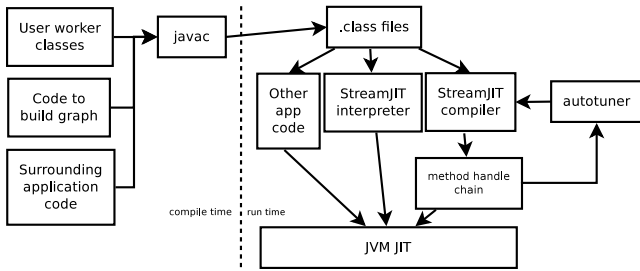 User worker
classes
javac
.class files
Code to
build graph
Other
app
code
StreamJIT
interpreter
StreamJIT
compiler
autotuner
Surrounding
application
code
method handle
chain
compile time
run time
JVM JIT